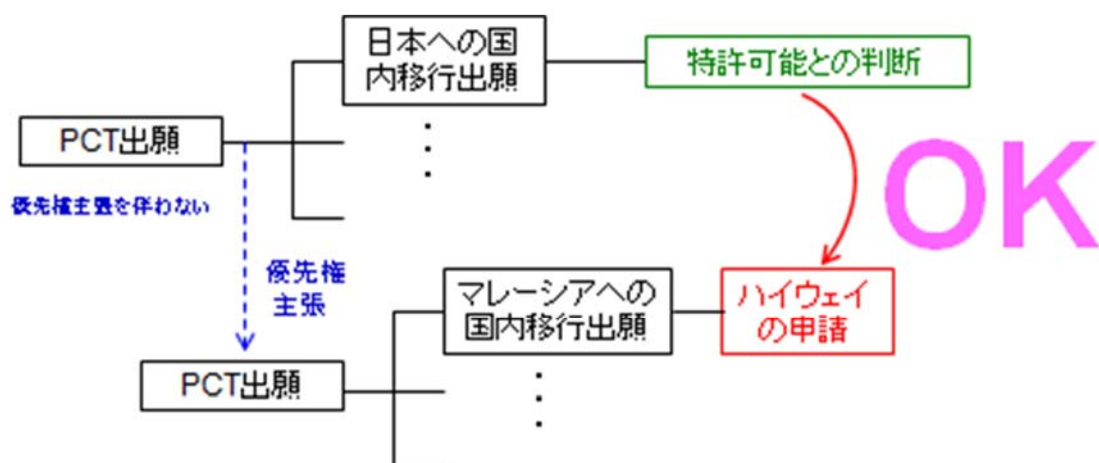 日本への国
内移行出願
特許可能との判断
PCT出願
OK
優先権主張を伴わない
優先権
主張
マレーシアへの
国内移行出願
ハイウェイ
の申請
PCT出願